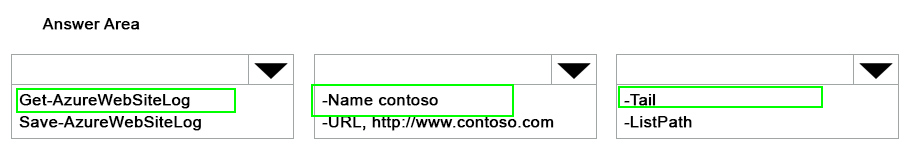 Answer Area
Get-AzureWebSiteLog
Save-AzureWebSiteLog
-Name contoso
-URL, http://www.contoso.com
-Tail
-ListPath